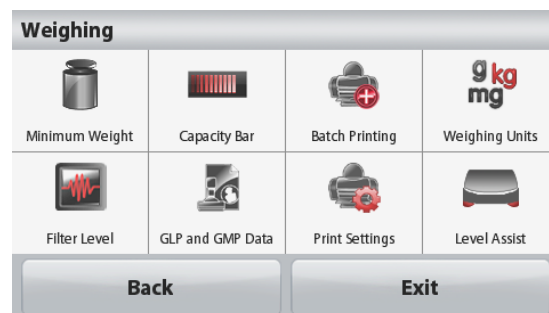 Weighing
g kg
mg
Minimum Weight
Capacity Bar
Batch Printing
Weighing Units
Filter Level
GLP and GMP Data
Print Settings
Level Assist
Back
Exit